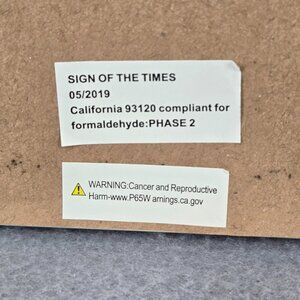 SIGN OF THE TIMES
05/2019
California 93120 compliant for
formaldehyde:PHASE 2
WARNING:Cancer and Reproductive
Harm-www.P65W arnings.ca.gov